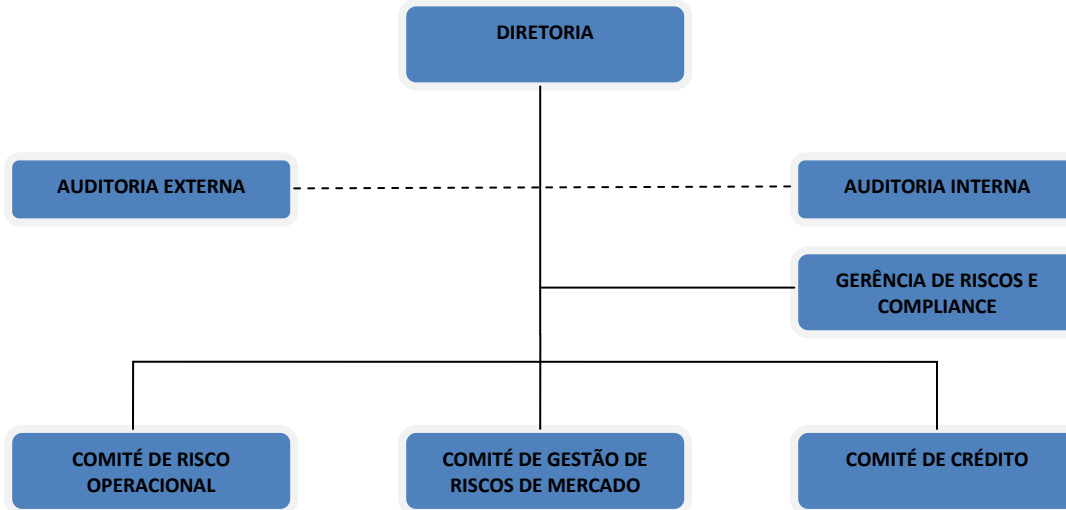 DIRETORIA
AUDITORIA EXTERNA
AUDITORIA INTERNA
GERÊNCIA DE RISCOS E
COMPLIANCE
COMITÉ DE RISCO
OPERACIONAL
COMITÉ DE GESTÃO DE
RISCOS DE MERCADO
COMITÉ DE CRÉDITO